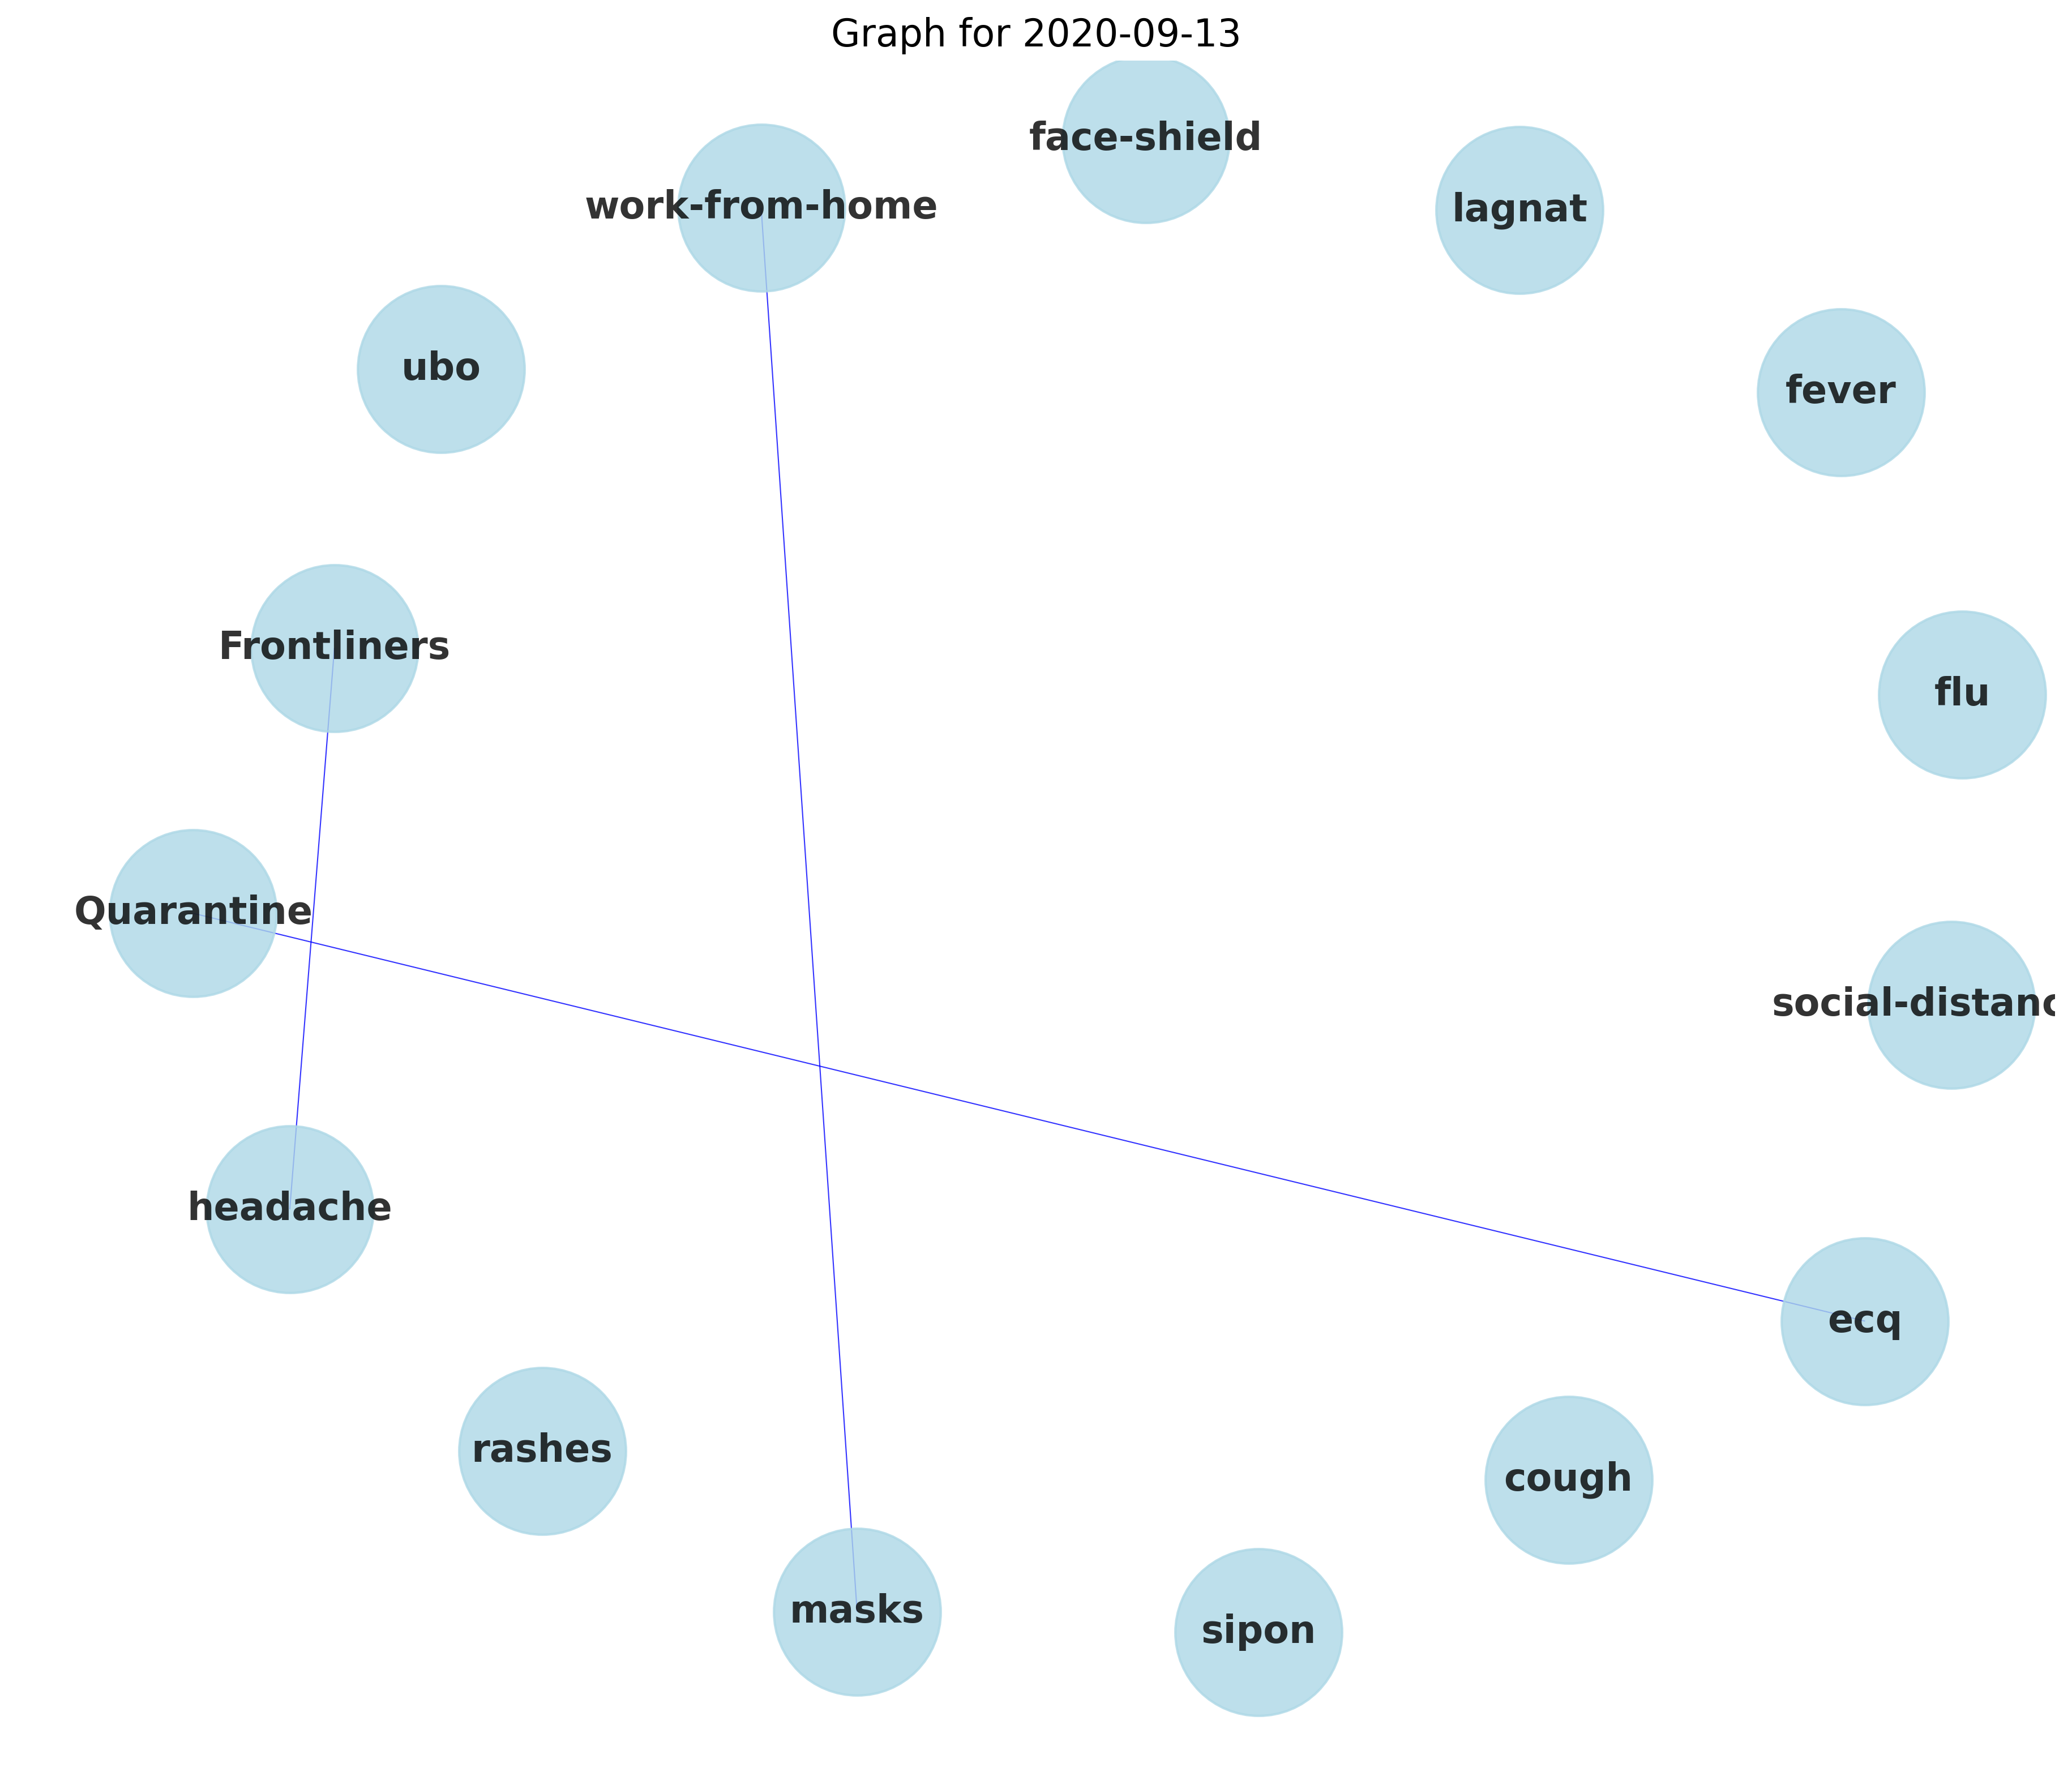 Graph for 2020-09-13
face-shield
work-from-home
lagnat
ubo
fever
Frontliners
flu
Quarantine
social-distanc
headache
ecq
rashes
cough
masks
sipon